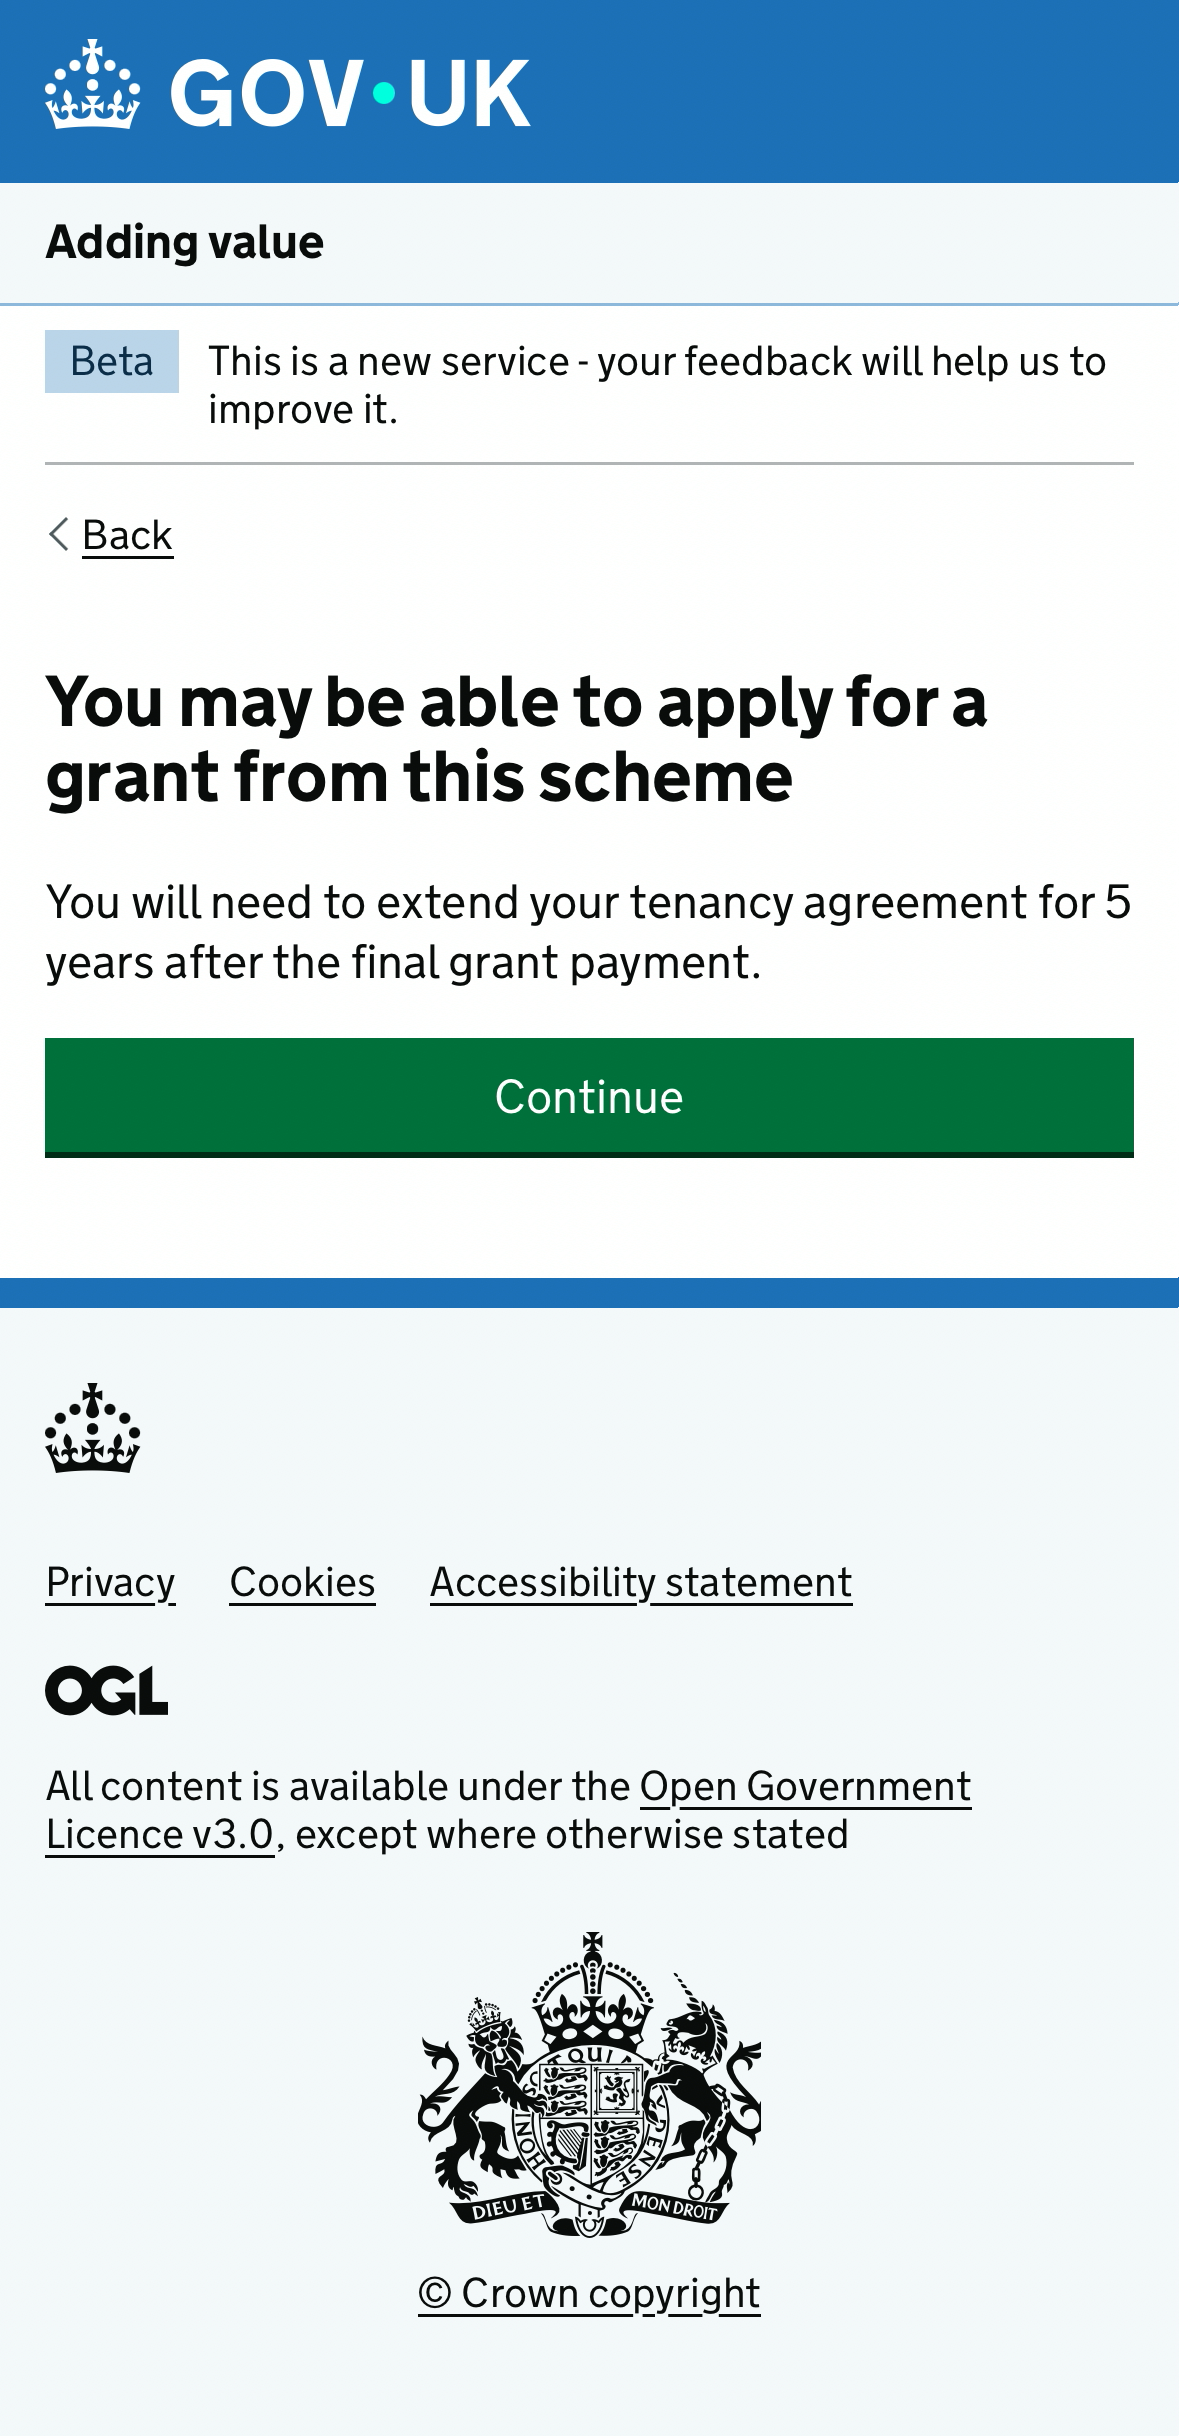 GOV·UK
Adding value
Beta
This is a new service - your feedback will help us to
improve it.
Back
You may be able to apply for a
grant from this scheme
You will need to extend your tenancy agreement for 5
years after the final grant payment.
Continue
Privacy Cookies Accessibility statement
OGL
All content is available under the Open Government
Licence v3.0, except where otherwise stated
QUI
HONI
PENSE
DIEU ET MON DROIT
© Crown copyright